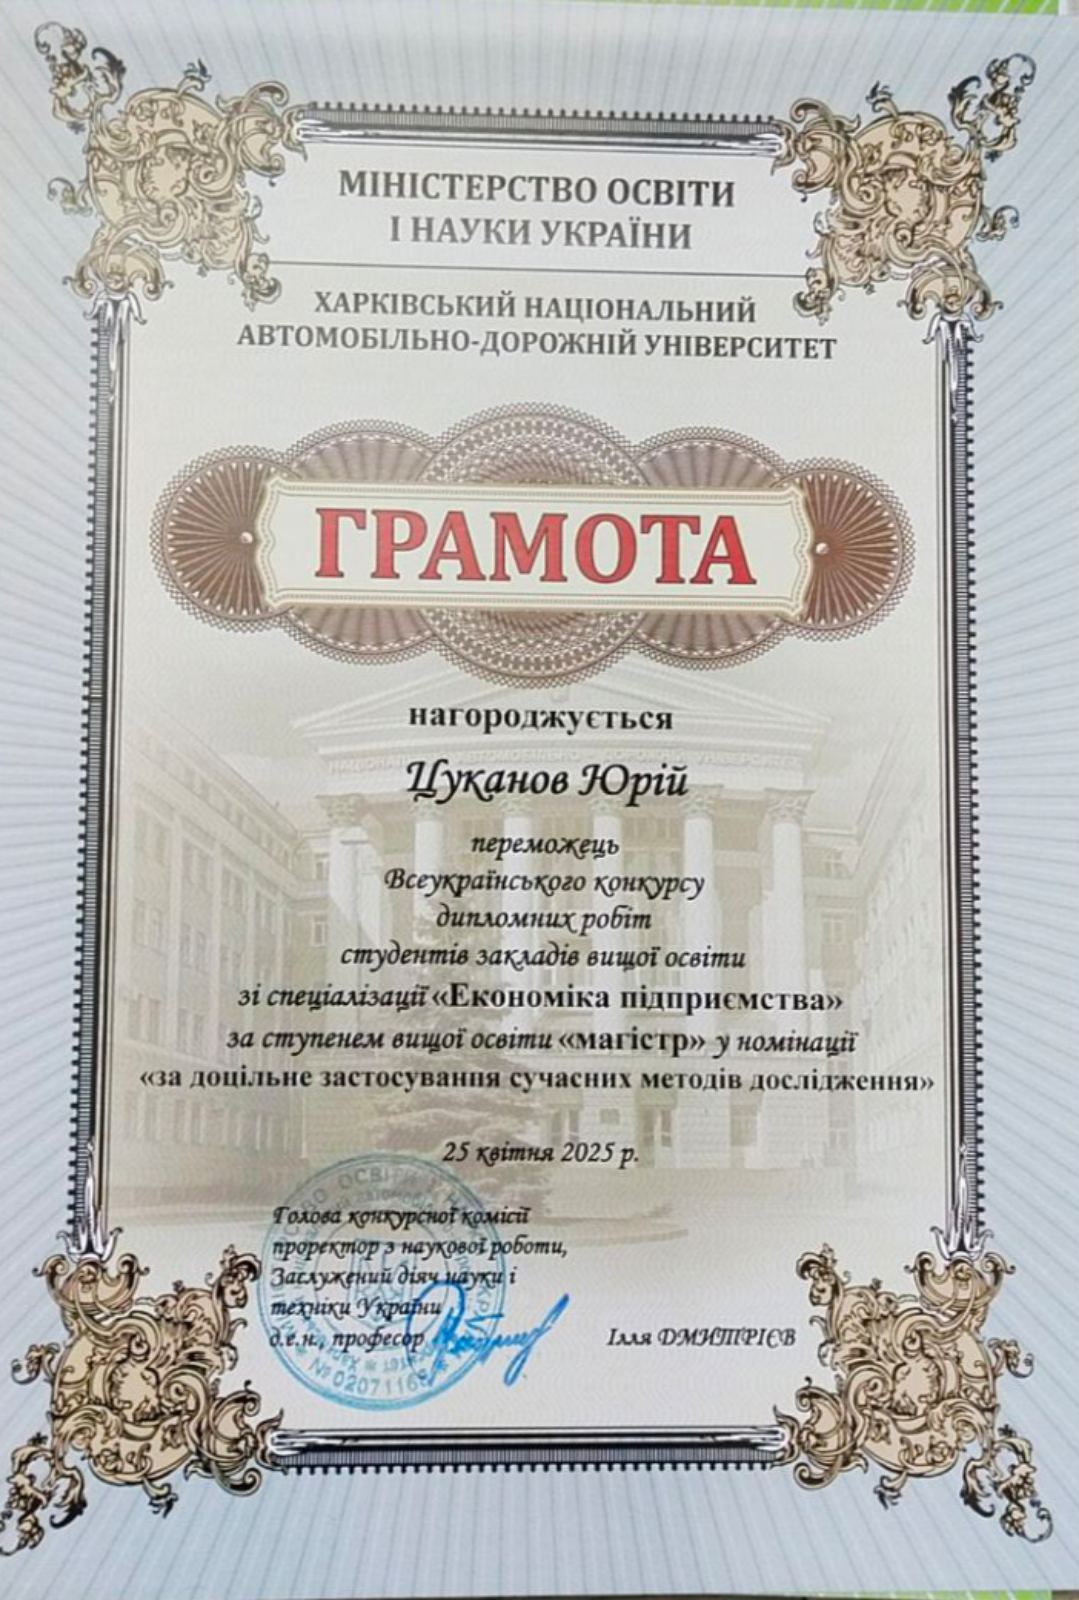 МІНІСТЕРСТВО ОСВІТИ
І НАУКИ УКРАЇНИ
ХАРКІВСЬКИЙ НАЦІОНАЛЬНИЙ
АВТОМОБІЛЬНО-ДОРОЖНІЙ УНІВЕРСИТЕТ
ГРАМОТА
нагороджується
Цуканов Юрій
переможець
Всеукраїнського конкурсу
дипломних робіт
студентів закладів вищої освіти
зі спеціалізації «Економіка підприємства»
за ступенем вищої освіти «магістр» у номінації
«за доцільне застосування сучасних методів дослідження»
25 квітня 2025 р.
Голова конкурсної комісії
проректор з наукової роботи,
Заслужений діяч науки і
техніки України
д.е.н., професор Ілля ДМИТРІЄВ